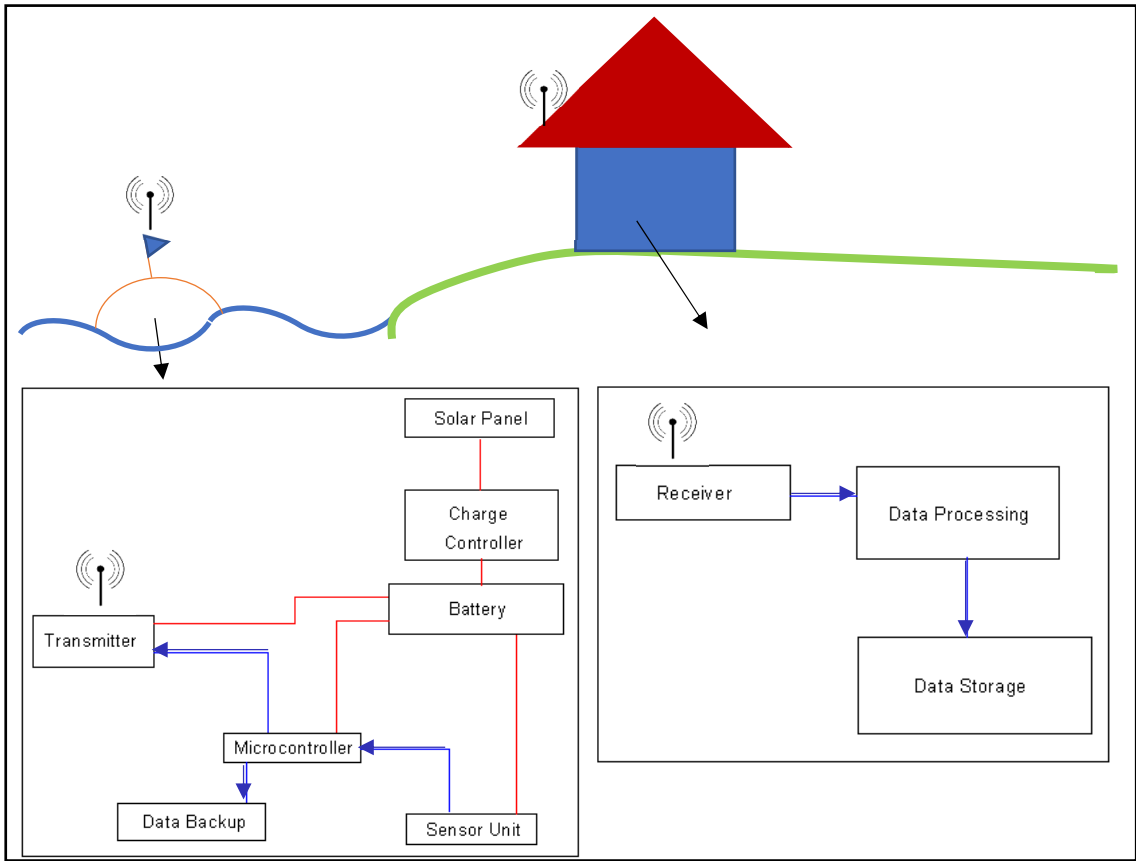 Solar Panel
Charge
Controller
Battery
Transmitter
Microcontroller
Data Backup
Sensor Unit
Receiver
Data Processing
Data Storage